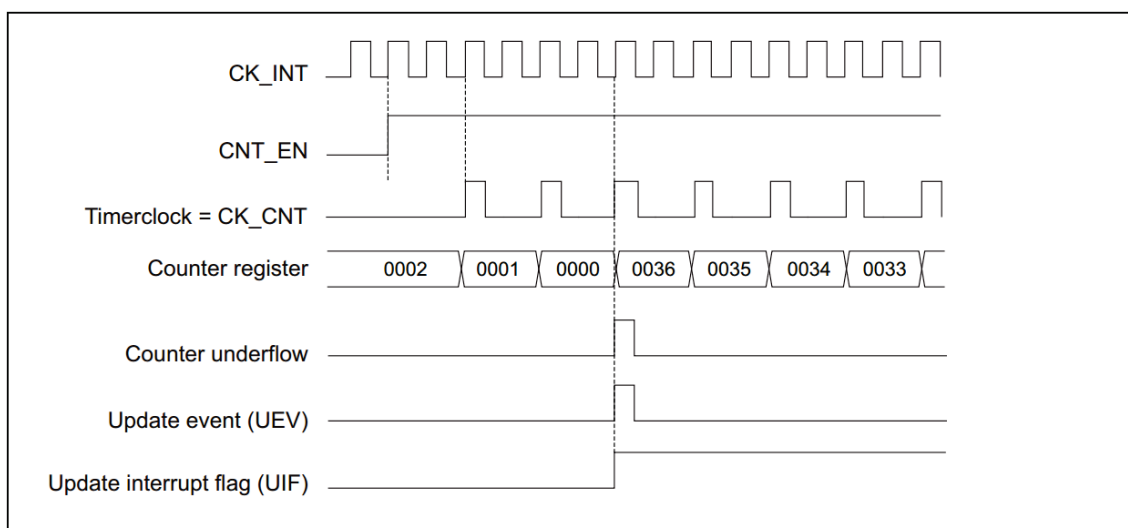 CK_INT
CNT_EN
Timerclock = CK_CNT
Counter register 0002 0001 0000 0036 0035 0034 0033
Counter underflow
Update event (UEV)
Update interrupt flag (UIF)